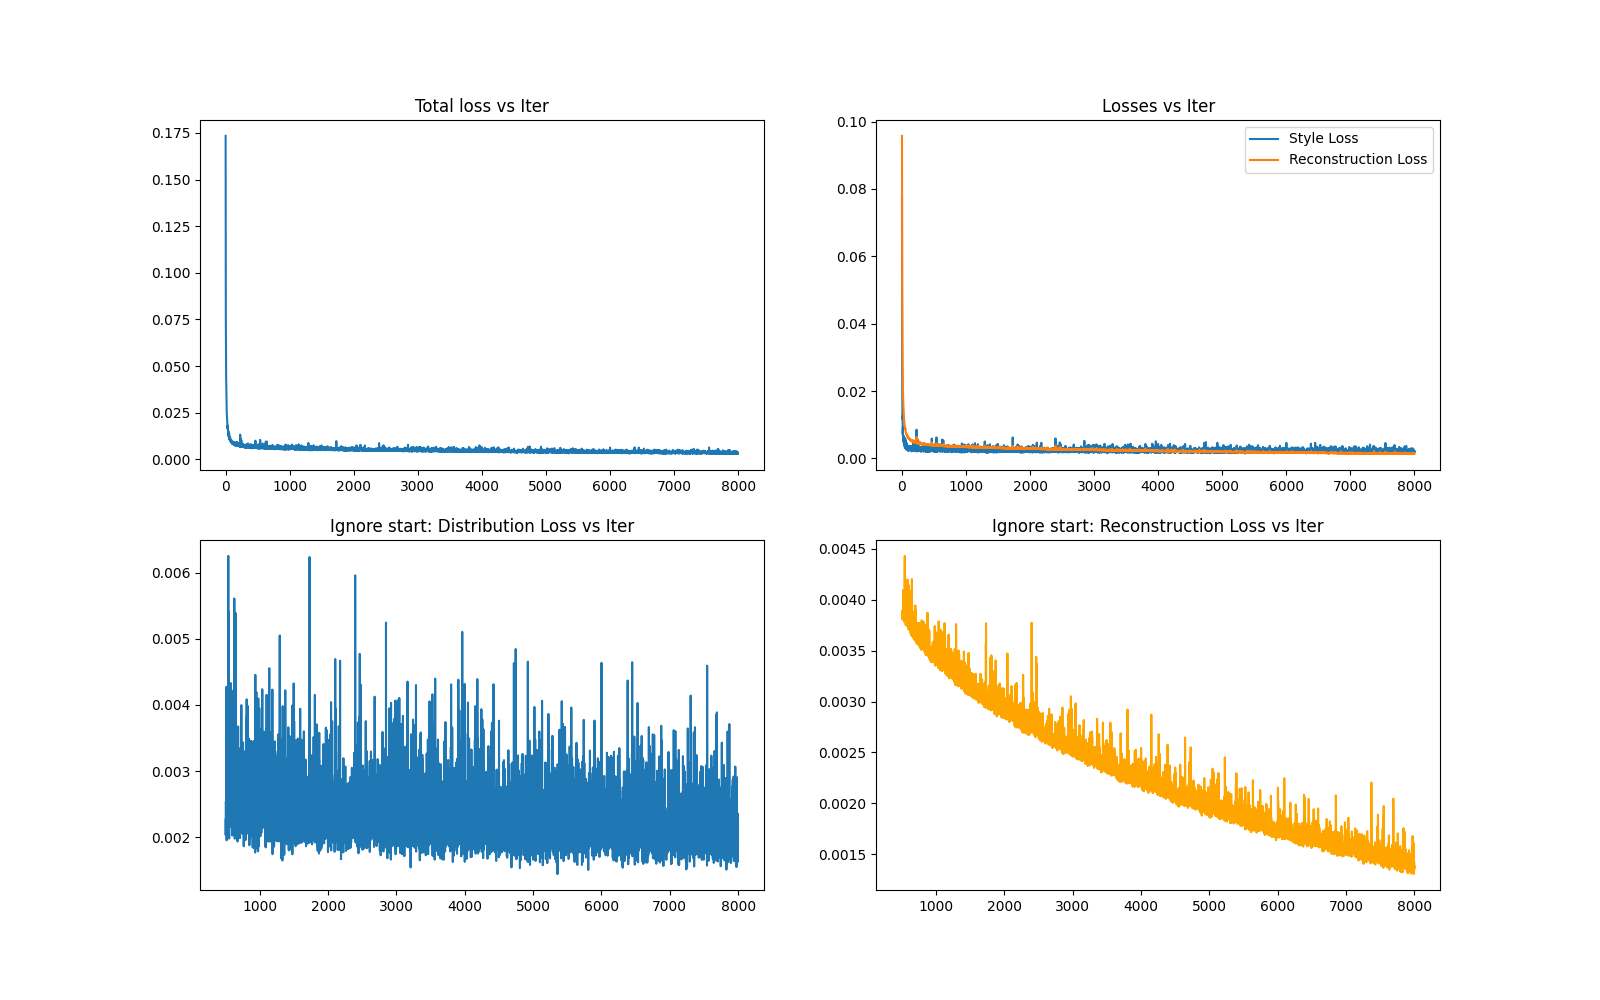 Total loss vs Iter
0.175
0.150
0.125
0.100
0.075
0.050
0.025
0.000
0 1000 2000 3000 4000 5000 6000 7000 8000
Losses vs Iter
0.10
0.08
0.06
0.04
0.02
0.00
Style Loss
Reconstruction Loss
0 1000 2000 3000 4000 5000 6000 7000 8000
Ignore start: Distribution Loss vs Iter
0.006
0.005
0.004
0.003
0.002
1000 2000 3000 4000 5000 6000 7000 8000
Ignore start: Reconstruction Loss vs Iter
0.0045
0.0040
0.0035
0.0030
0.0025
0.0020
0.0015
1000 2000 3000 4000 5000 6000 7000 8000